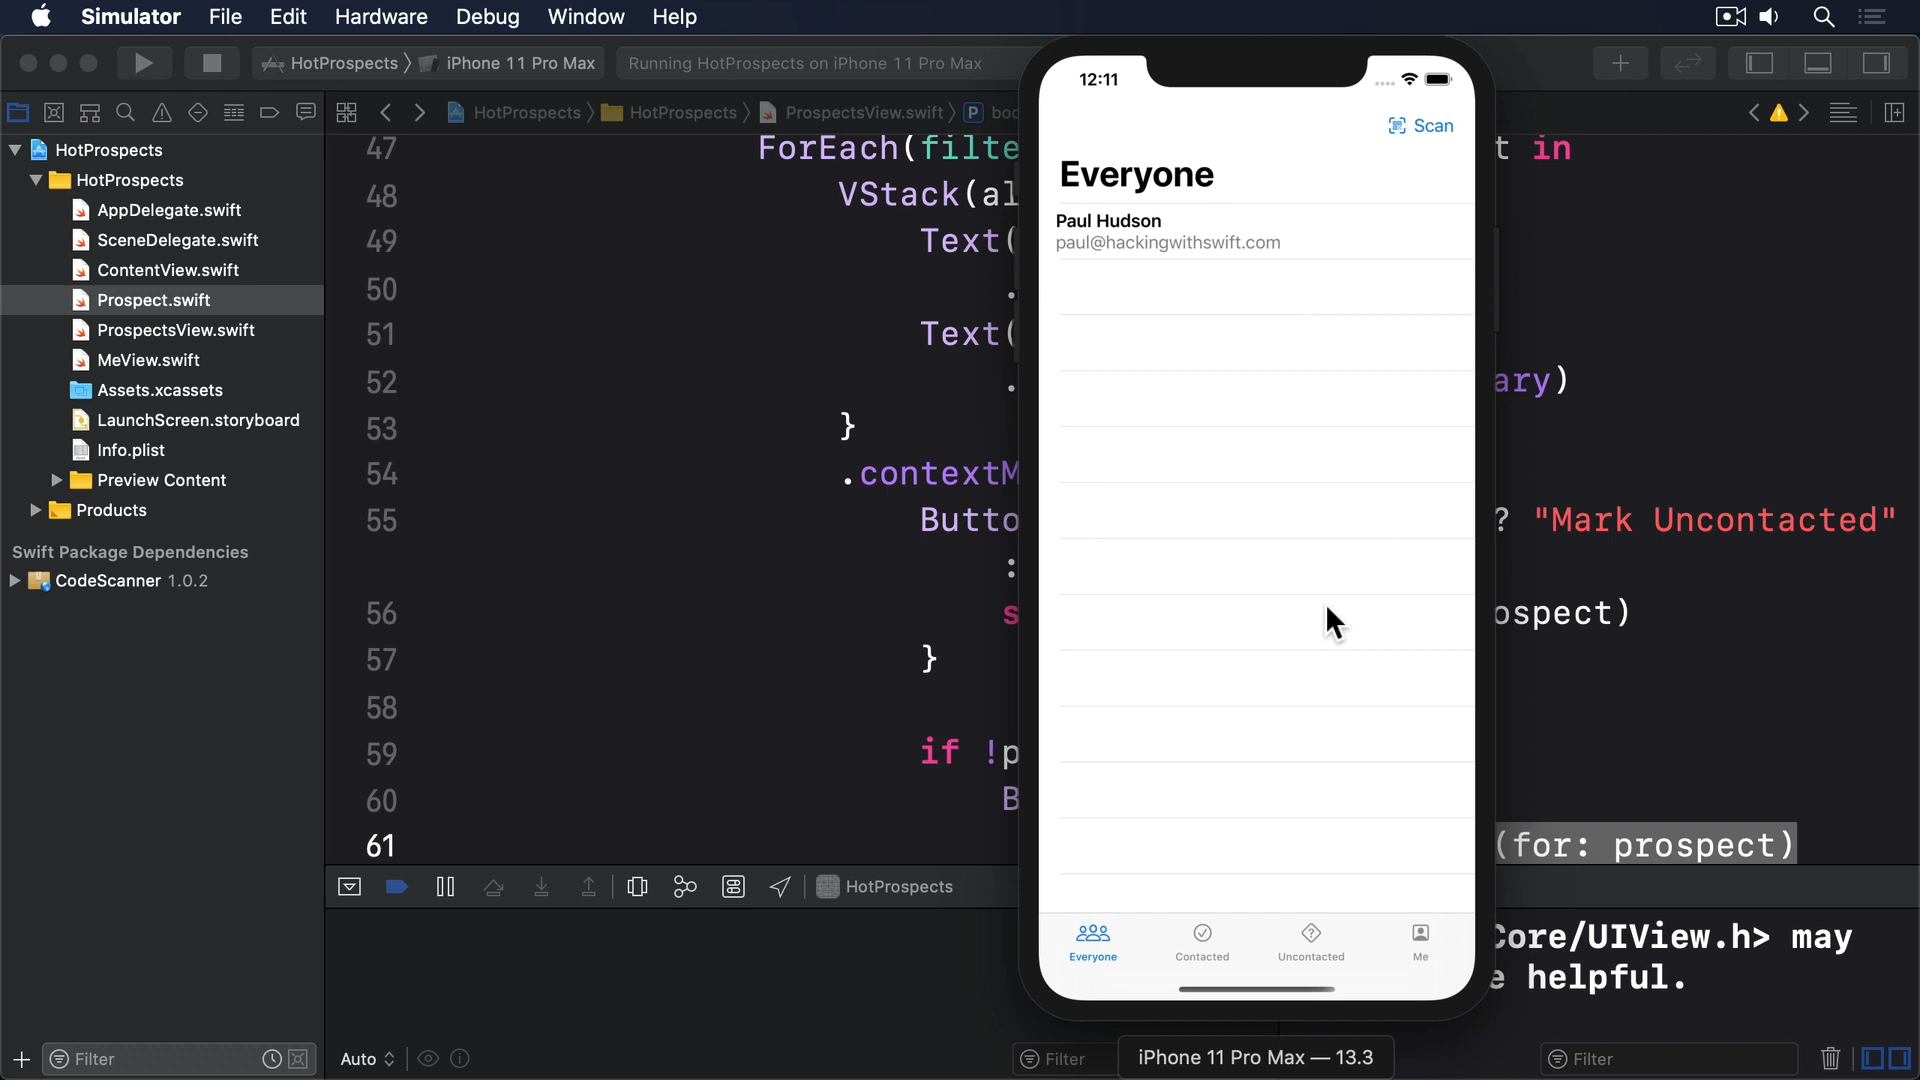 Simulator File Edit Hardware Debug Window Help
HotProspects iPhone 11 Pro Max
Running HotProspects on iPhone 11 Pro Max
HotProspects HotProspects ProspectsView.swift P
HotProspects
HotProspects
AppDelegate.swift
SceneDelegate.swift
ContentView.swift
Prospect.swift
ProspectsView.swift
MeView.swift
Assets.xcassets
LaunchScreen.storyboard
Info.plist
Preview Content
Products
Swift Package Dependencies
CodeScanner 1.0.2
Filter
47 ForEach(filte t in
48 VStack(al
49 Text(
50 .
51 Text(
52 . ary)
53 }
54 .contextM
55 Butto ? "Mark Uncontacted"
:
56 s ospect)
57 }
58
59 if !p
60 B
61 (for: prospect)
HotProspects
Core/UIView.h> may
e helpful.
Auto
Filter
Filter
12:11
Scan
Everyone
Paul Hudson
paul@hackingwithswift.com
Everyone Contacted Uncontacted Me
iPhone 11 Pro Max — 13.3